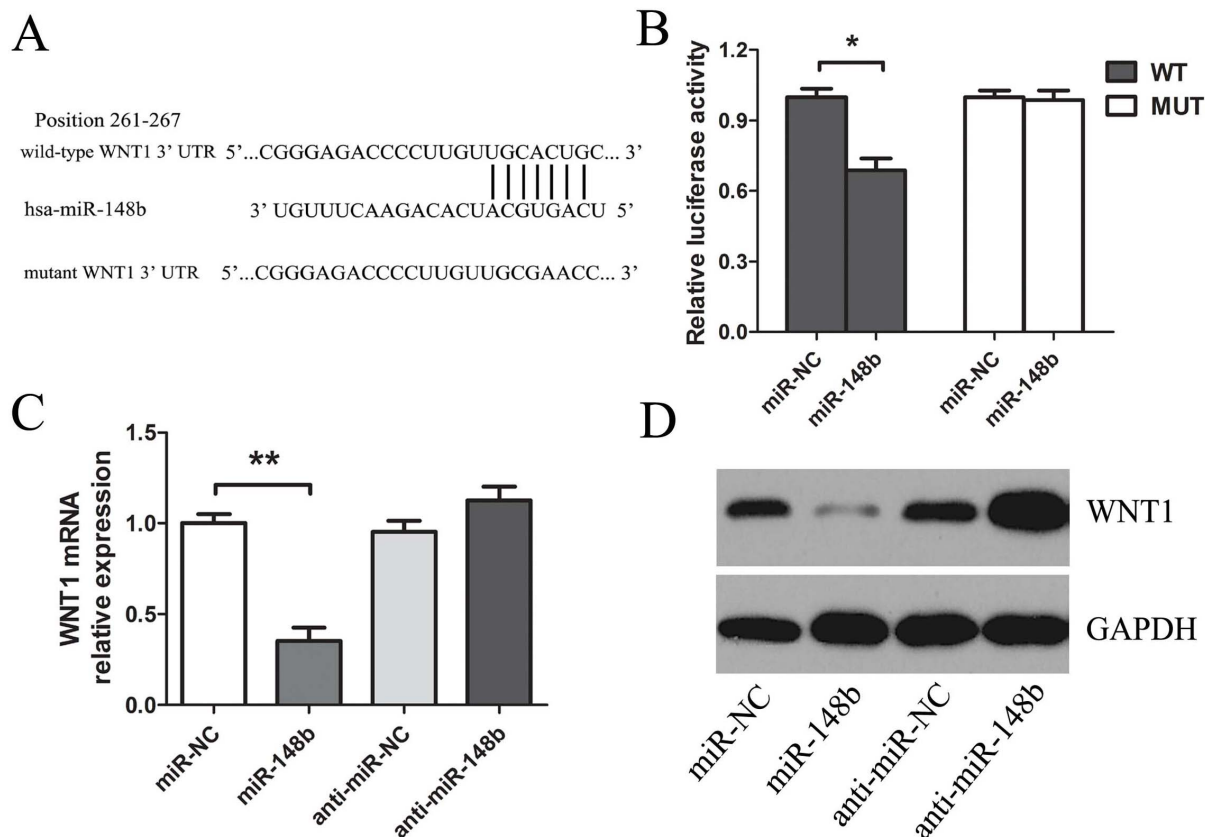 A
Position 261-267
wild-type WNT1 3’ UTR 5’...CGGGAGACCCCUUGUUGCACUGC... 3’
hsa-miR-148b 3’ UGUUUCAAGACACUACGUGACU 5’
mutant WNT1 3’ UTR 5’...CGGGAGACCCCUUGUUGCGAACC... 3’
B
Relative luciferase activity
1.2
0.9
0.6
0.3
0.0
*
WT
MUT
miR-NC
miR-148b
miR-NC
miR-148b
C
WNT1 mRNA
relative expression
1.5
1.0
0.5
0.0
**
miR-NC
miR-148b
anti-miR-NC
anti-miR-148b
D
WNT1
GAPDH
miR-NC
miR-148b
anti-miR-NC
anti-miR-148b